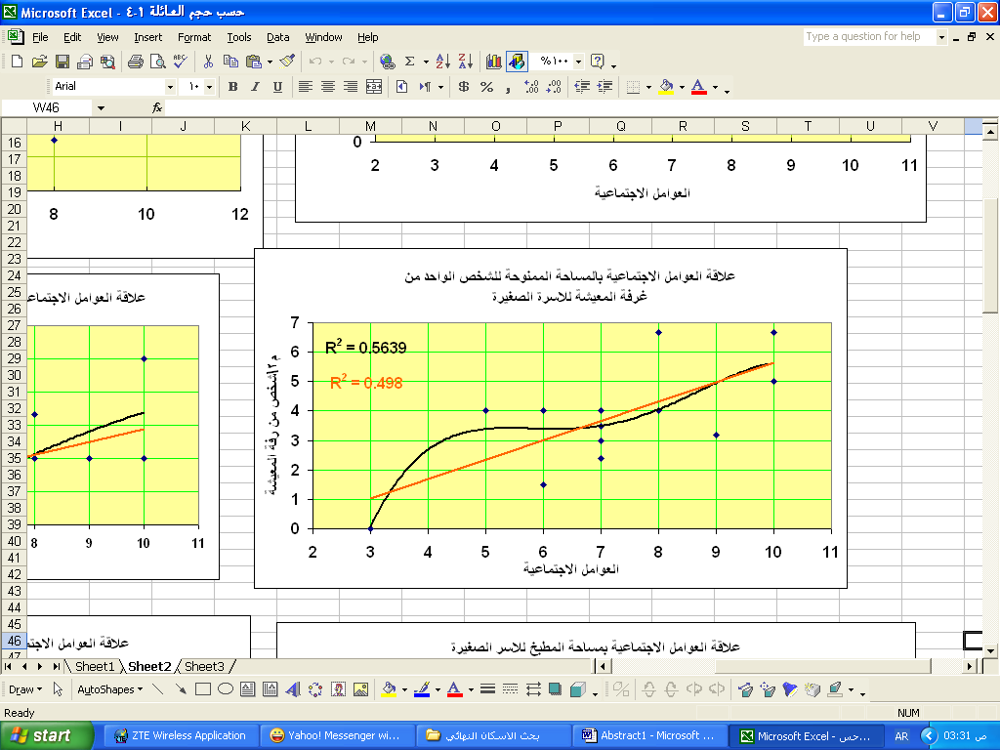 Microsoft Excel - حسب حجم العائلة ١-٤
File Edit View Insert Format Tools Data Window Help
Type a question for help
%١٠٠
Arial ١٠ B I U
W46 fx
H I J K L M N O P Q R S T U V
16
17
18
19
20
21
22
23
24
25
26
27
28
29
30
31
32
33
34
35
36
37
38
39
40
41
42
43
44
45
46
47
8 10 12
0
2 3 4 5 6 7 8 9 10 11
العوامل الاجتماعية
علاقة العوامل الاجتماعي
8 9 10 11
علاقة العوامل الاجتماعية بالمساحة الممنوحة للشخص الواحد من
غرفة المعيشة للاسرة الصغيرة
R² = 0.5639
R² = 0.498
م٢\شخص من رفة المعيشة
7
6
5
4
3
2
1
0
2 3 4 5 6 7 8 9 10 11
العوامل الاجتماعية
علاقة العوامل الاجتم
علاقة العوامل الاجتماعية بمساحة المطبخ للاسر الصغيرة
Sheet1 Sheet2 Sheet3
Draw AutoShapes
Ready NUM
start ZTE Wireless Application Yahoo! Messenger wi... بحث الاسكان النهائي Abstract1 - Microsoft ... Microsoft Excel - حس... AR 03:31 ص